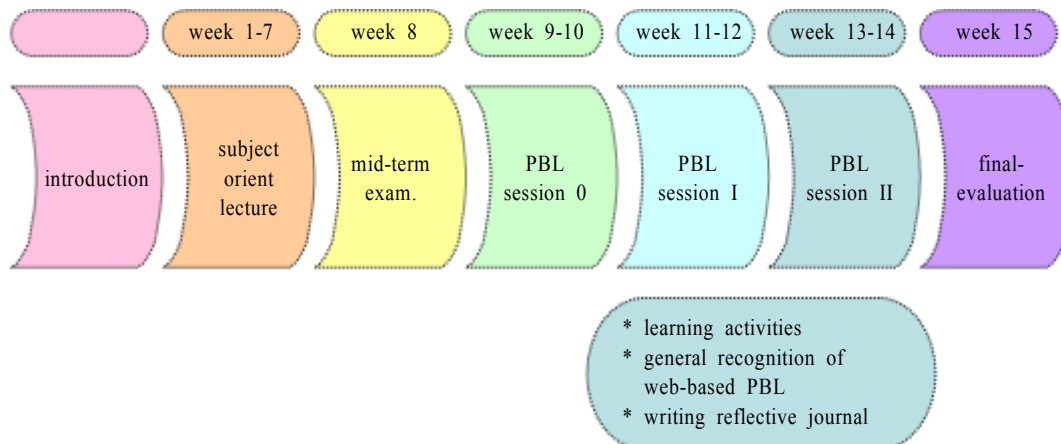 week 1-7
week 8
week 9-10
week 11-12
week 13-14
week 15
introduction
subject
orient
lecture
mid-term
exam.
PBL
session 0
PBL
session I
PBL
session II
final-
evaluation
* learning activities
* general recognition of
web-based PBL
* writing reflective journal